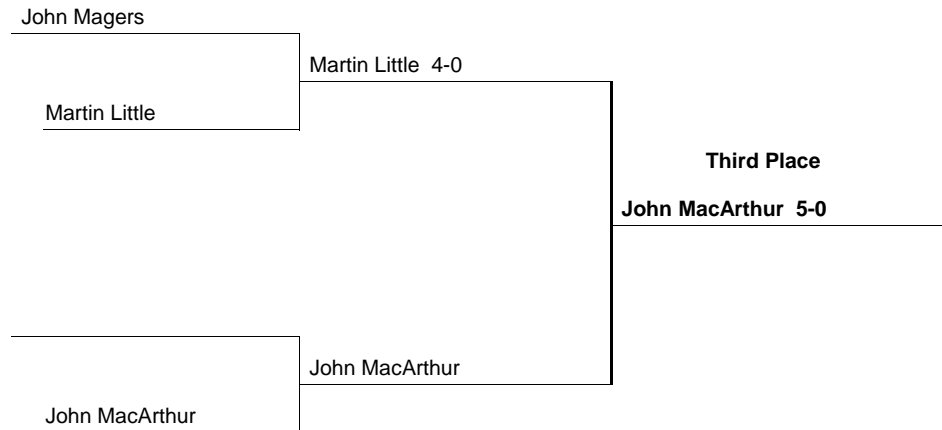 John Magers
Martin Little 4-0
Martin Little
Third Place
John MacArthur 5-0
John MacArthur
John MacArthur